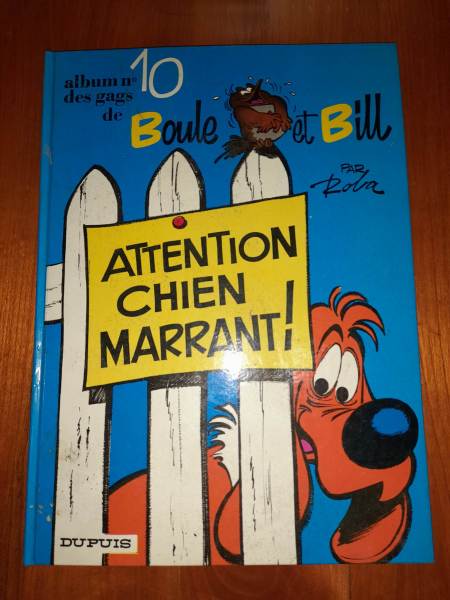 album n° 10
des gags
de
Boule et Bill
PAR
Roba
ATTENTION
CHIEN
MARRANT!
DUPUIS